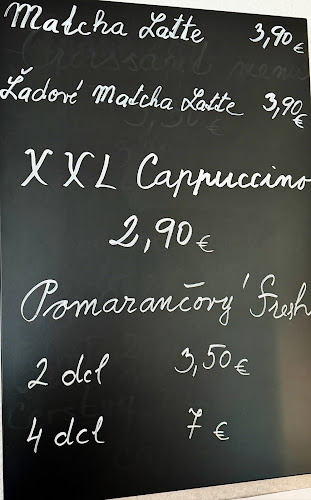 Matcha Latte 3,90 €
Ľadové Matcha Latte 3,90 €
XXL Cappuccino
2,90 €
Pomarančový Fresh
2 dcl 3,50 €
4 dcl 7 €